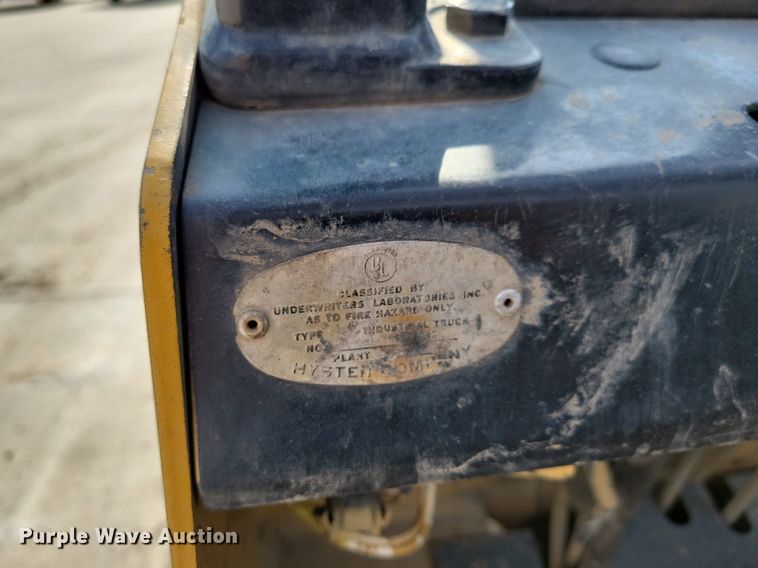 UL
CLASSIFIED BY
UNDERWRITERS LABORATORIES INC.
AS TO FIRE HAZARD ONLY
TYPE INDUSTRIAL TRUCK
NO.
PLANT
HYSTER COMPANY
Purple Wave Auction